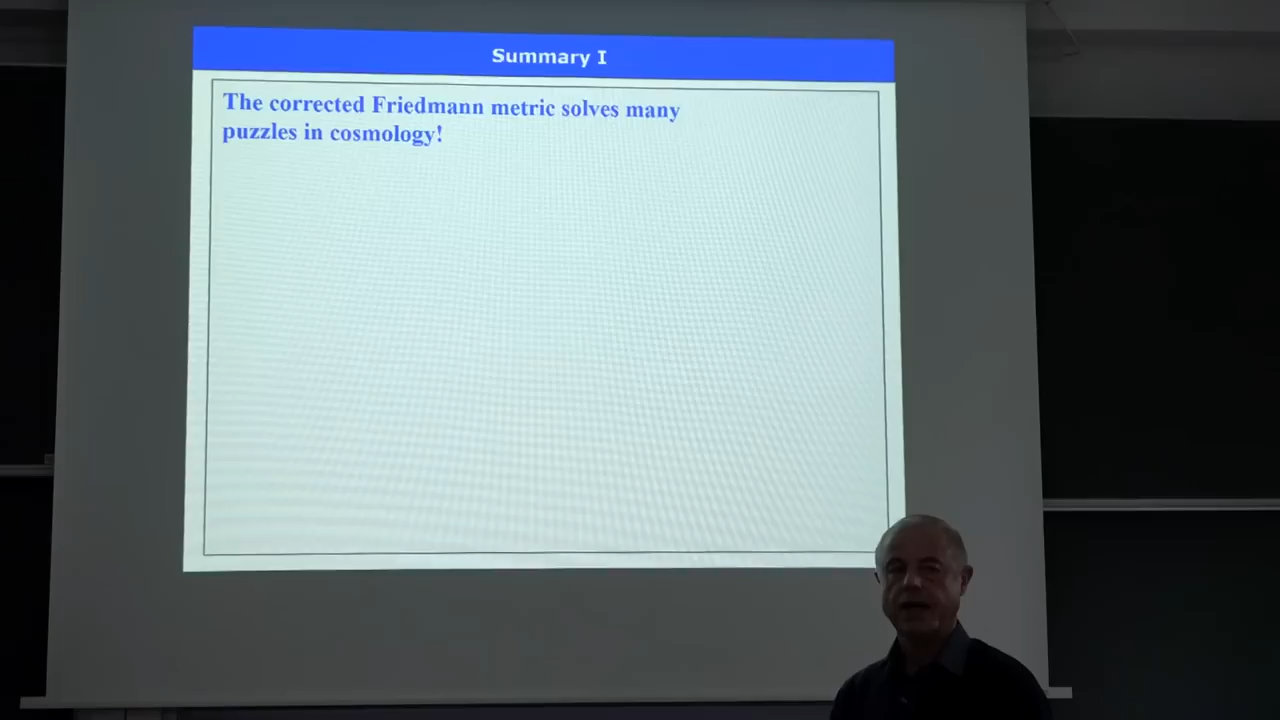 Summary I
The corrected Friedmann metric solves many
puzzles in cosmology!